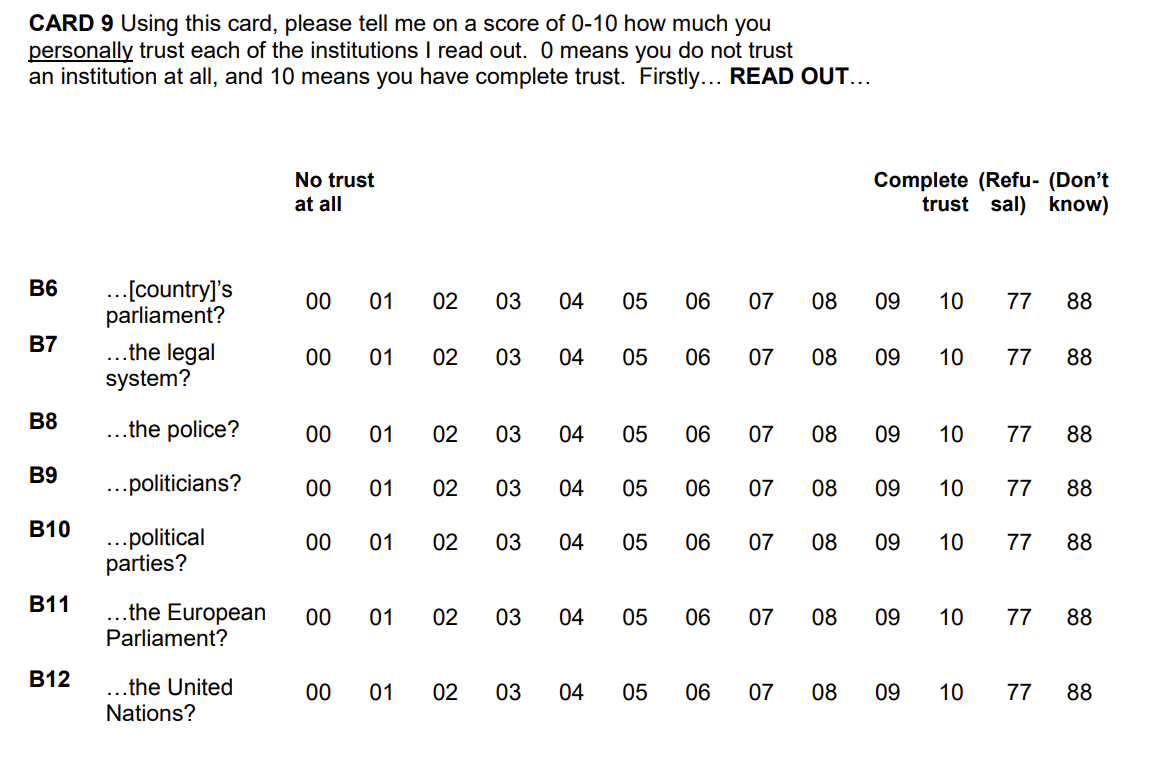 CARD 9 Using this card, please tell me on a score of 0-10 how much you
personally trust each of the institutions I read out.  0 means you do not trust
an institution at all, and 10 means you have complete trust.  Firstly… READ OUT…
No trust Complete (Refu- (Don’t
at all trust sal) know)
B6 …[country]’s
parliament? 00 01 02 03 04 05 06 07 08 09 10 77 88
B7 …the legal
system? 00 01 02 03 04 05 06 07 08 09 10 77 88
B8 …the police? 00 01 02 03 04 05 06 07 08 09 10 77 88
B9 …politicians? 00 01 02 03 04 05 06 07 08 09 10 77 88
B10 …political
parties? 00 01 02 03 04 05 06 07 08 09 10 77 88
B11 …the European
Parliament? 00 01 02 03 04 05 06 07 08 09 10 77 88
B12 …the United
Nations? 00 01 02 03 04 05 06 07 08 09 10 77 88